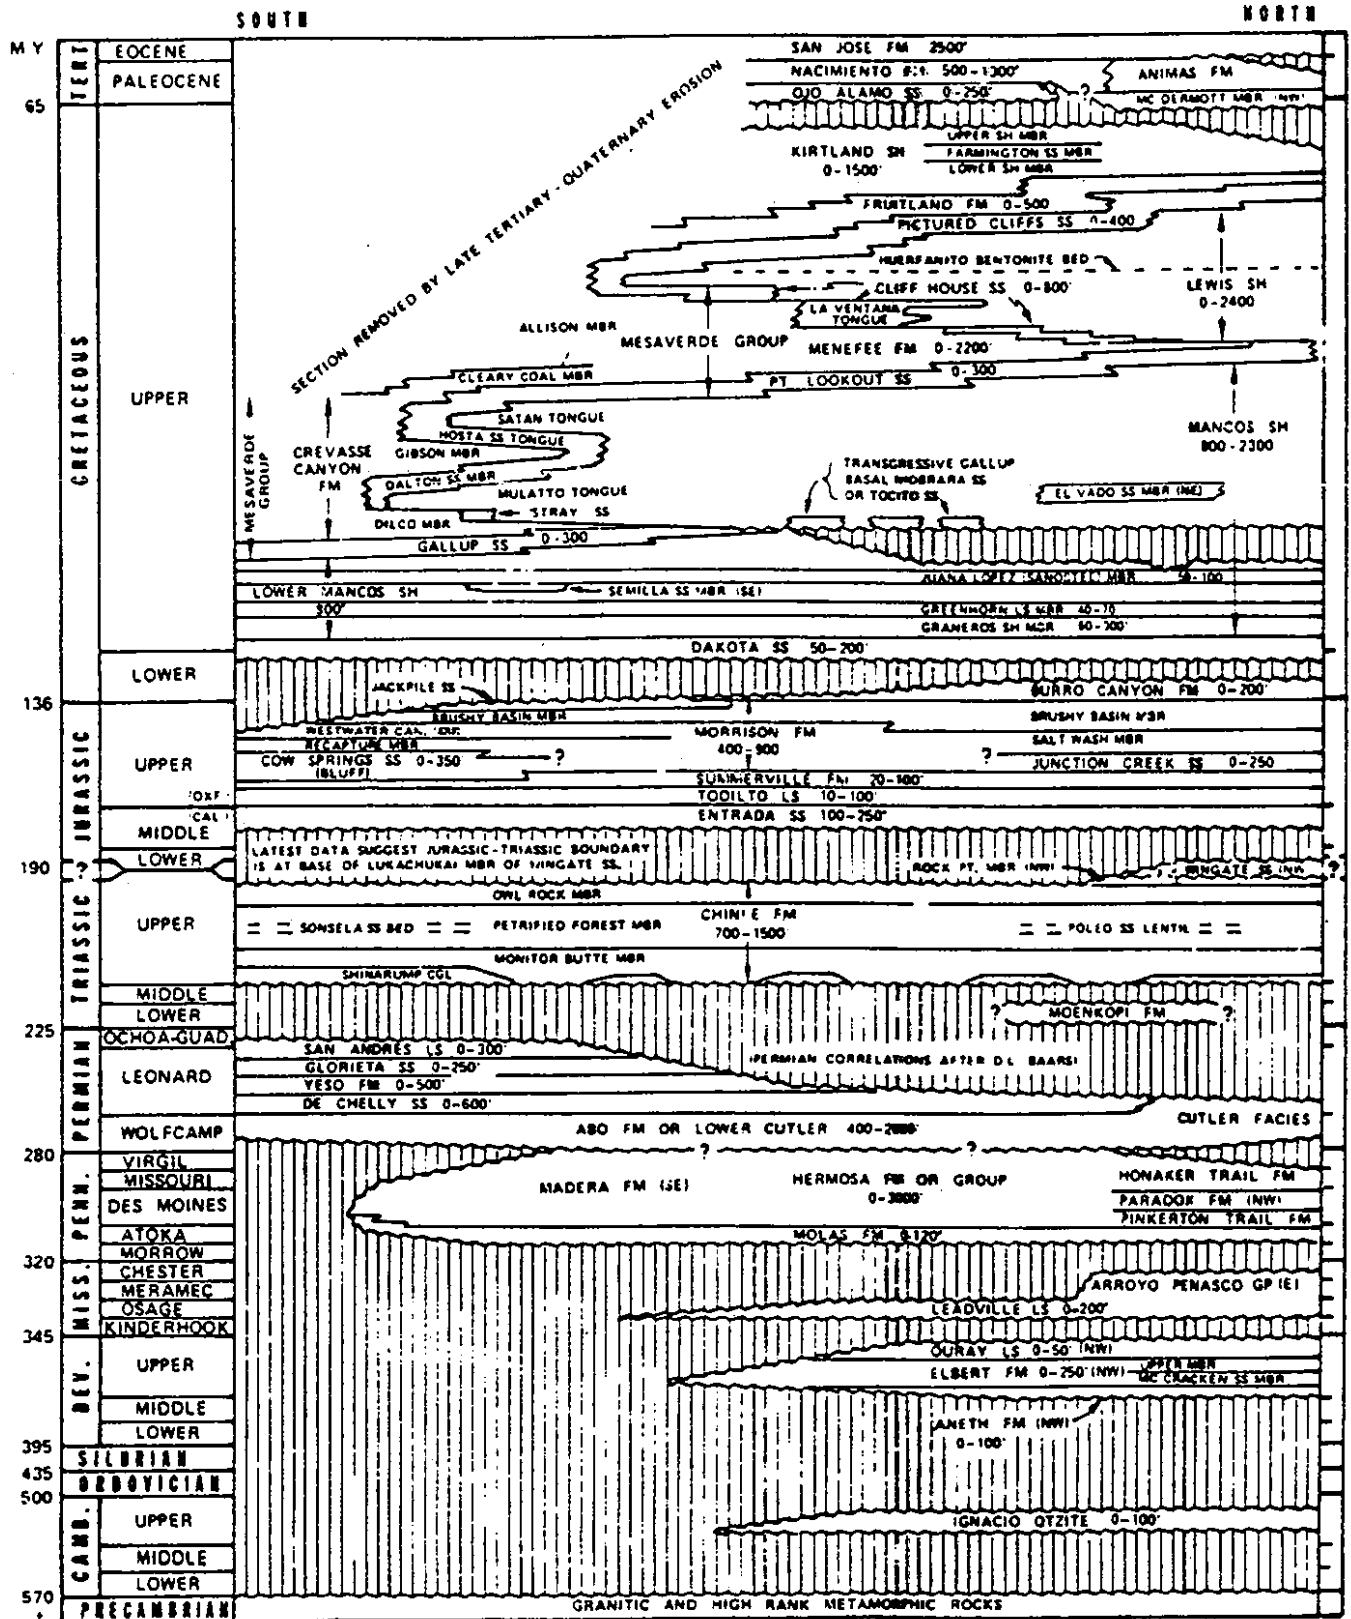 SOUTH NORTH
M Y
TERT
EOCENE
PALEOCENE
65
SAN JOSE FM 2500'
NACIMIENTO FM. 500-1300'
OJO ALAMO SS 0-250'
?
ANIMAS FM
MC DERMOTT MBR (NW)
SECTION REMOVED BY LATE TERTIARY-QUATERNARY EROSION
CRETACEOUS
UPPER
KIRTLAND SH
0-1500'
UPPER SH MBR
FARMINGTON SS MBR
LOWER SH MBR
FRUITLAND FM 0-500
PICTURED CLIFFS SS 0-400
HUERFANITO BENTONITE BED
CLIFF HOUSE SS 0-800'
LEWIS SH
0-2400
LA VENTANA
TONGUE
ALLISON MBR
MESAVERDE GROUP
MENEFEE FM 0-2200'
CLEARY COAL MBR
PT LOOKOUT SS
0-300
MESAVERDE
GROUP
CREVASSE
CANYON
FM
SATAN TONGUE
HOSTA SS TONGUE
GIBSON MBR
DALTON SS MBR
MULATTO TONGUE
STRAY SS
DILCO MBR
GALLUP SS
0-300
MANCOS SH
800-2300
TRANSGRESSIVE GALLUP
BASAL NIOBRARA SS
OR TOCITO SS
EL VADO SS MBR (NE)
JUANA LOPEZ (SANOSTEE) MBR 50-100
LOWER MANCOS SH
SEMILLA SS MBR (SE)
GREENHORN LS MBR 40-70
GRANEROS SH MBR
DAKOTA SS 50-200'
LOWER
136
JACKPILE SS
BURRO CANYON FM 0-200'
JURASSIC
UPPER
BRUSHY BASIN MBR
WESTWATER CAN.
RECAPTURE MBR
COW SPRINGS SS 0-350'
(BLUFF)
?
MORRISON FM
400-900
BRUSHY BASIN MBR
SALT WASH MBR
?
JUNCTION CREEK SS 0-250
SUMMERVILLE FM 20-100'
OXF
TODILTO LS 10-100'
CAL
ENTRADA SS 100-250'
MIDDLE
LOWER
190
?
LATEST DATA SUGGEST JURASSIC-TRIASSIC BOUNDARY
IS AT BASE OF LUKACHUKAI MBR OF WINGATE SS.
ROCK PT. MBR (NW)
WINGATE SS (NW
?
TRIASSIC
UPPER
OWL ROCK MBR
SONSELA SS BED
PETRIFIED FOREST MBR
CHINLE FM
700-1500'
POLEO SS LENTIL
MONITOR BUTTE MBR
SHINARUMP CGL
MIDDLE
LOWER
? MOENKOPI FM ?
225
PERMIAN
OCHOA-GUAD.
LEONARD
WOLFCAMP
SAN ANDRES LS 0-300'
GLORIETA SS 0-250'
YESO FM 0-500'
DE CHELLY SS 0-600'
(PERMIAN CORRELATIONS AFTER D.L. BAARS)
ABO FM OR LOWER CUTLER
CUTLER FACIES
280
? ?
PENN.
VIRGIL
MISSOURI
DES MOINES
ATOKA
MORROW
MADERA FM (SE)
HERMOSA FM OR GROUP
0-3000'
HONAKER TRAIL FM
PARADOX FM (NW)
PINKERTON TRAIL FM
MOLAS FM 0-120'
320
MISS.
CHESTER
MERAMEC
OSAGE
KINDERHOOK
ARROYO PENASCO GP (E)
LEADVILLE LS 0-200'
345
DEV.
UPPER
MIDDLE
LOWER
OURAY LS 0-50' (NW)
ELBERT FM 0-250' (NW)
UPPER MBR
MC CRACKEN SS MBR
ANETH FM (NW)
0-100'
395
SILURIAN
435
ORDOVICIAN
500
CAMB.
UPPER
MIDDLE
LOWER
IGNACIO QTZITE 0-100'
570
PRECAMBRIAN
GRANITIC AND HIGH RANK METAMORPHIC ROCKS